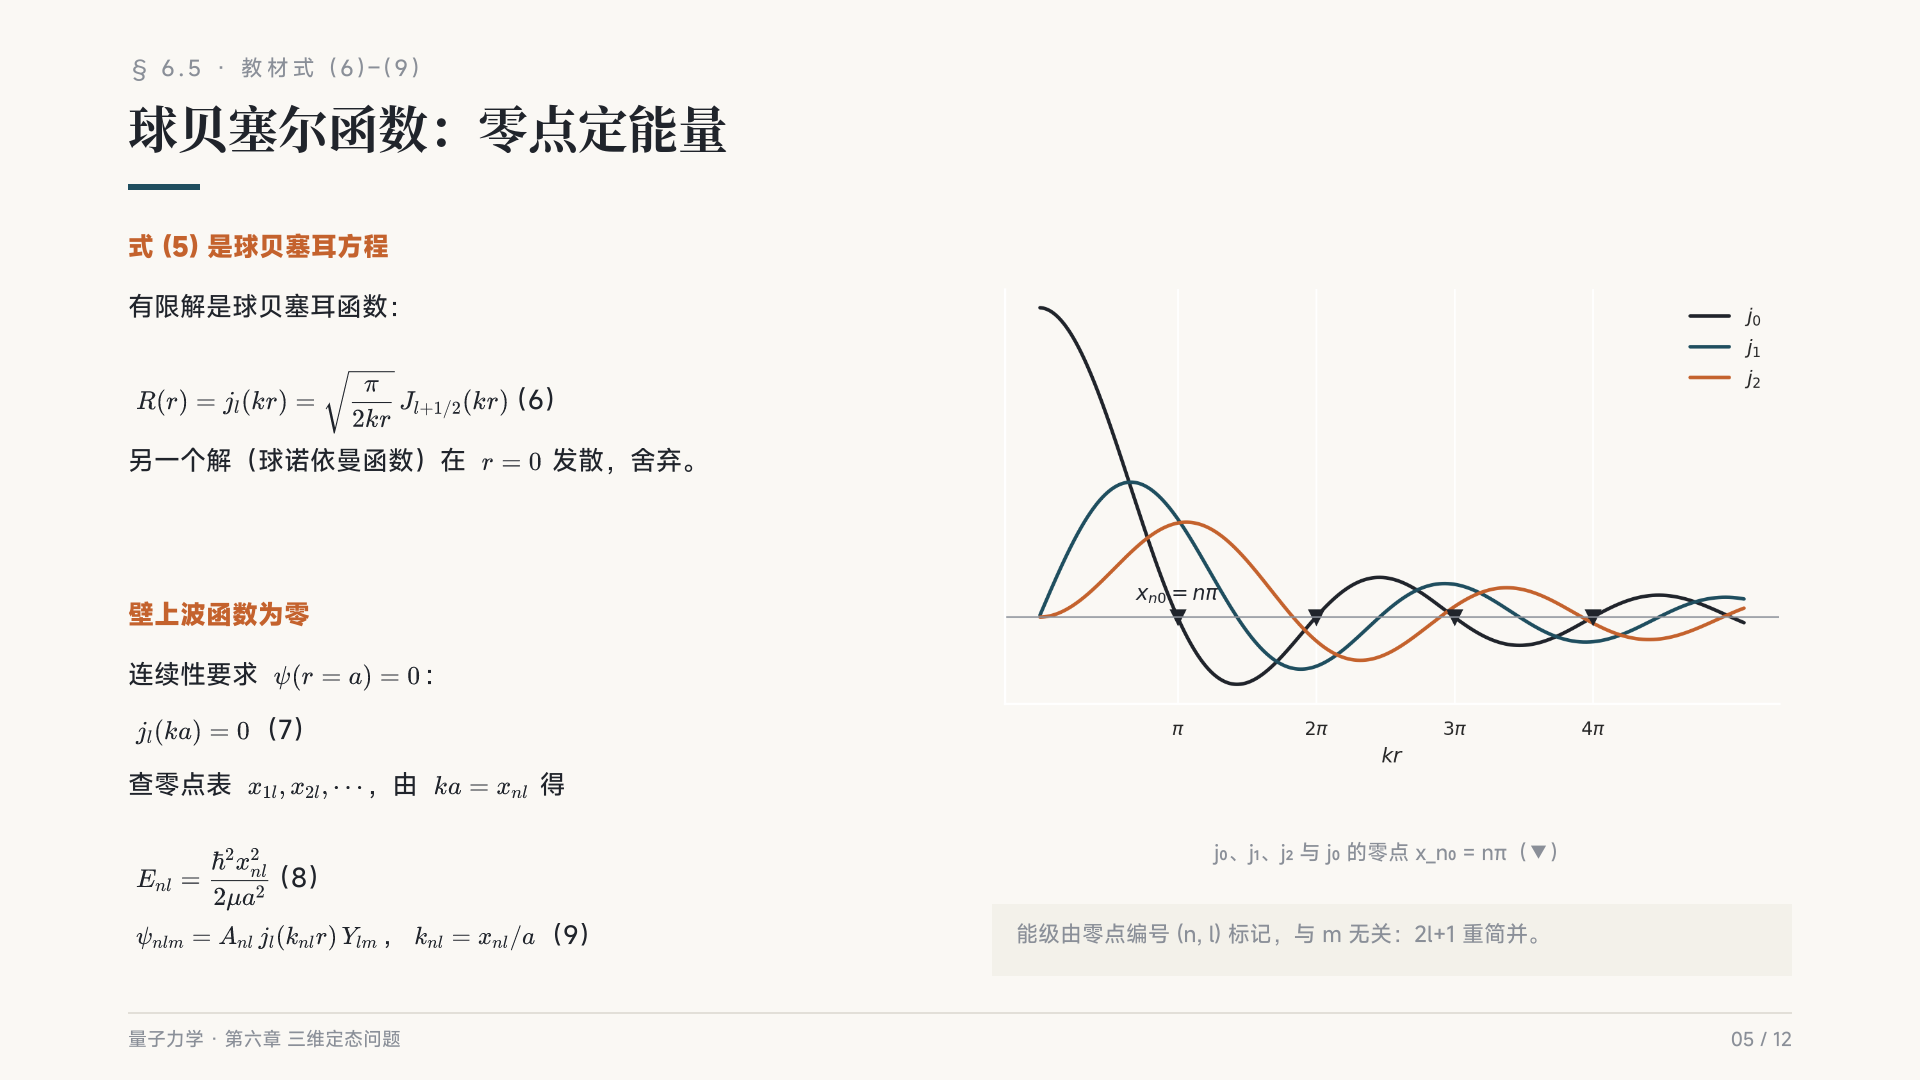 § 6.5 · 教材式 (6)–(9)
球贝塞尔函数：零点定能量
式 (5) 是球贝塞耳方程
有限解是球贝塞耳函数：
R(r) = j_l(kr) = √(π/(2kr)) J_{l+1/2}(kr) (6)
另一个解（球诺依曼函数）在 r = 0 发散，舍弃。
壁上波函数为零
连续性要求 ψ(r = a) = 0：
j_l(ka) = 0 (7)
查零点表 x_{1l}, x_{2l}, ⋯，由 ka = x_{nl} 得
E_{nl} = ħ²x²_{nl}/(2μa²) (8)
ψ_{nlm} = A_{nl} j_l(k_{nl}r) Y_{lm}， k_{nl} = x_{nl}/a (9)
j₀
j₁
j₂
x_{n0} = nπ
π 2π 3π 4π
kr
j₀、j₁、j₂ 与 j₀ 的零点 x_n₀ = nπ（▼）
能级由零点编号 (n, l) 标记，与 m 无关：2l+1 重简并。
量子力学 · 第六章 三维定态问题
05 / 12